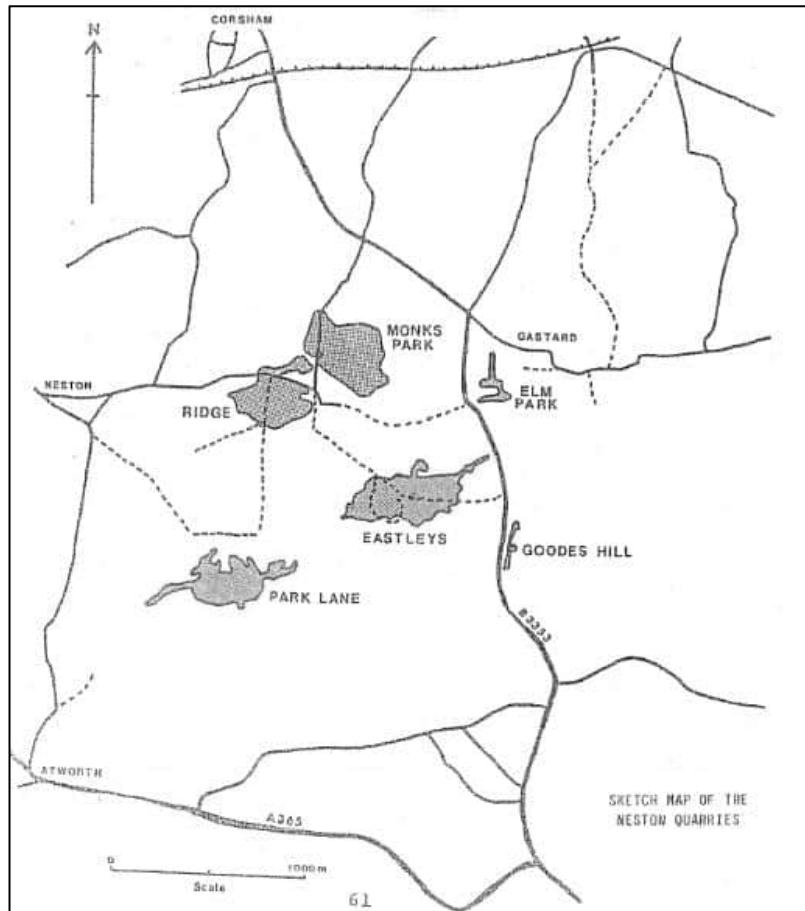 CORSHAM
N
MONKS
PARK
GASTARD
NESTON
RIDGE
ELM
PARK
EASTLEYS
GOODES HILL
PARK LANE
B3353
ATWORTH
A365
SKETCH MAP OF THE
NESTON QUARRIES
0
1000 m
Scale
61